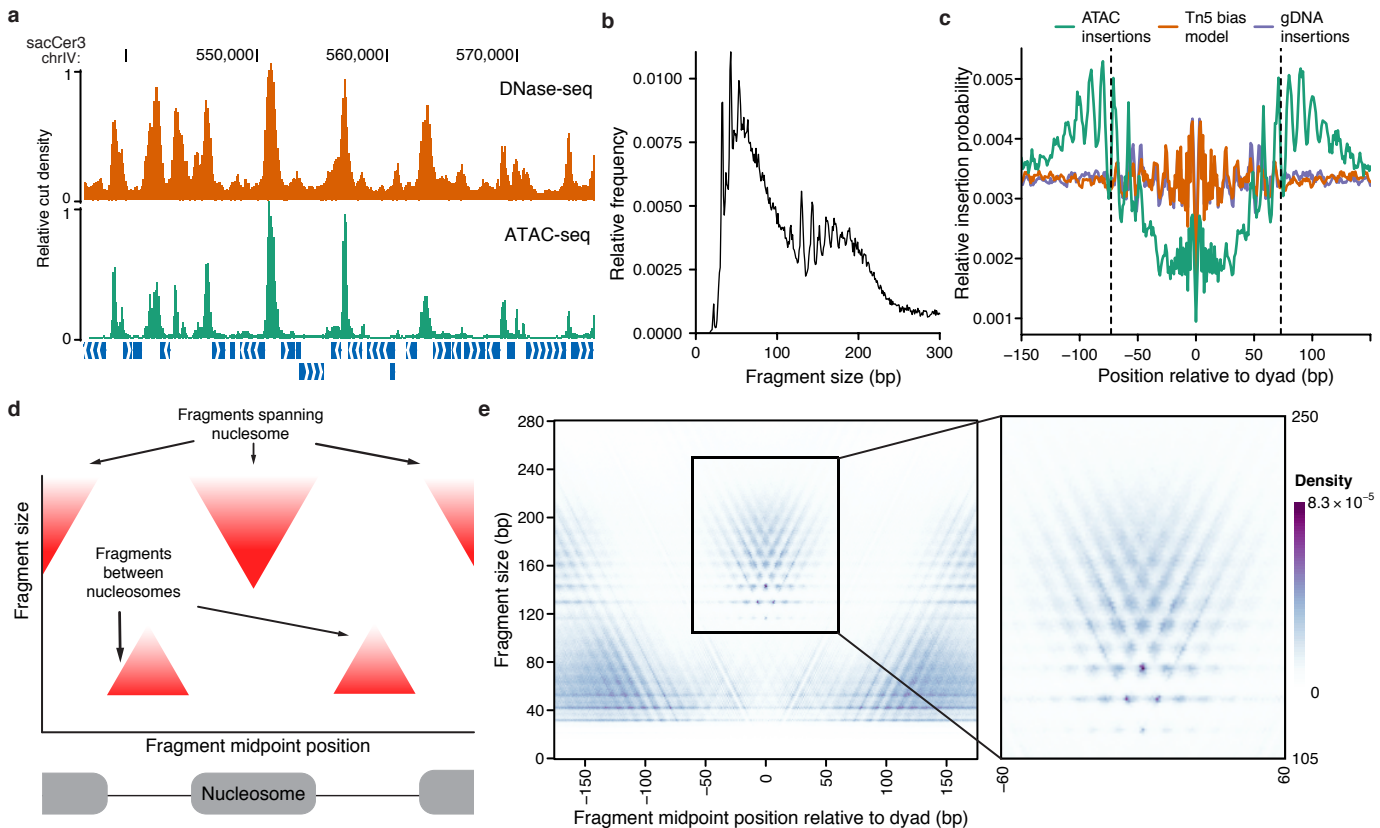 a
sacCer3
chrIV:
550,000
560,000
570,000
1
DNase-seq
0
1
ATAC-seq
0
Relative cut density
b
0.0100
0.0075
0.0050
0.0025
0.0000
Relative frequency
0
100
200
300
Fragment size (bp)
c
ATAC
insertions
Tn5 bias
model
gDNA
insertions
0.005
0.004
0.003
0.002
0.001
Relative insertion probability
−150
−100
−50
0
50
100
Position relative to dyad (bp)
d
Fragments spanning
nuclesome
Fragments
between
nucleosomes
Fragment size
Fragment midpoint position
Nucleosome
e
280
240
200
160
120
80
40
0
Fragment size (bp)
−150
−100
−50
0
50
100
150
Fragment midpoint position relative to dyad (bp)
250
105
−60
60
Density
8.3 × 10−5
0